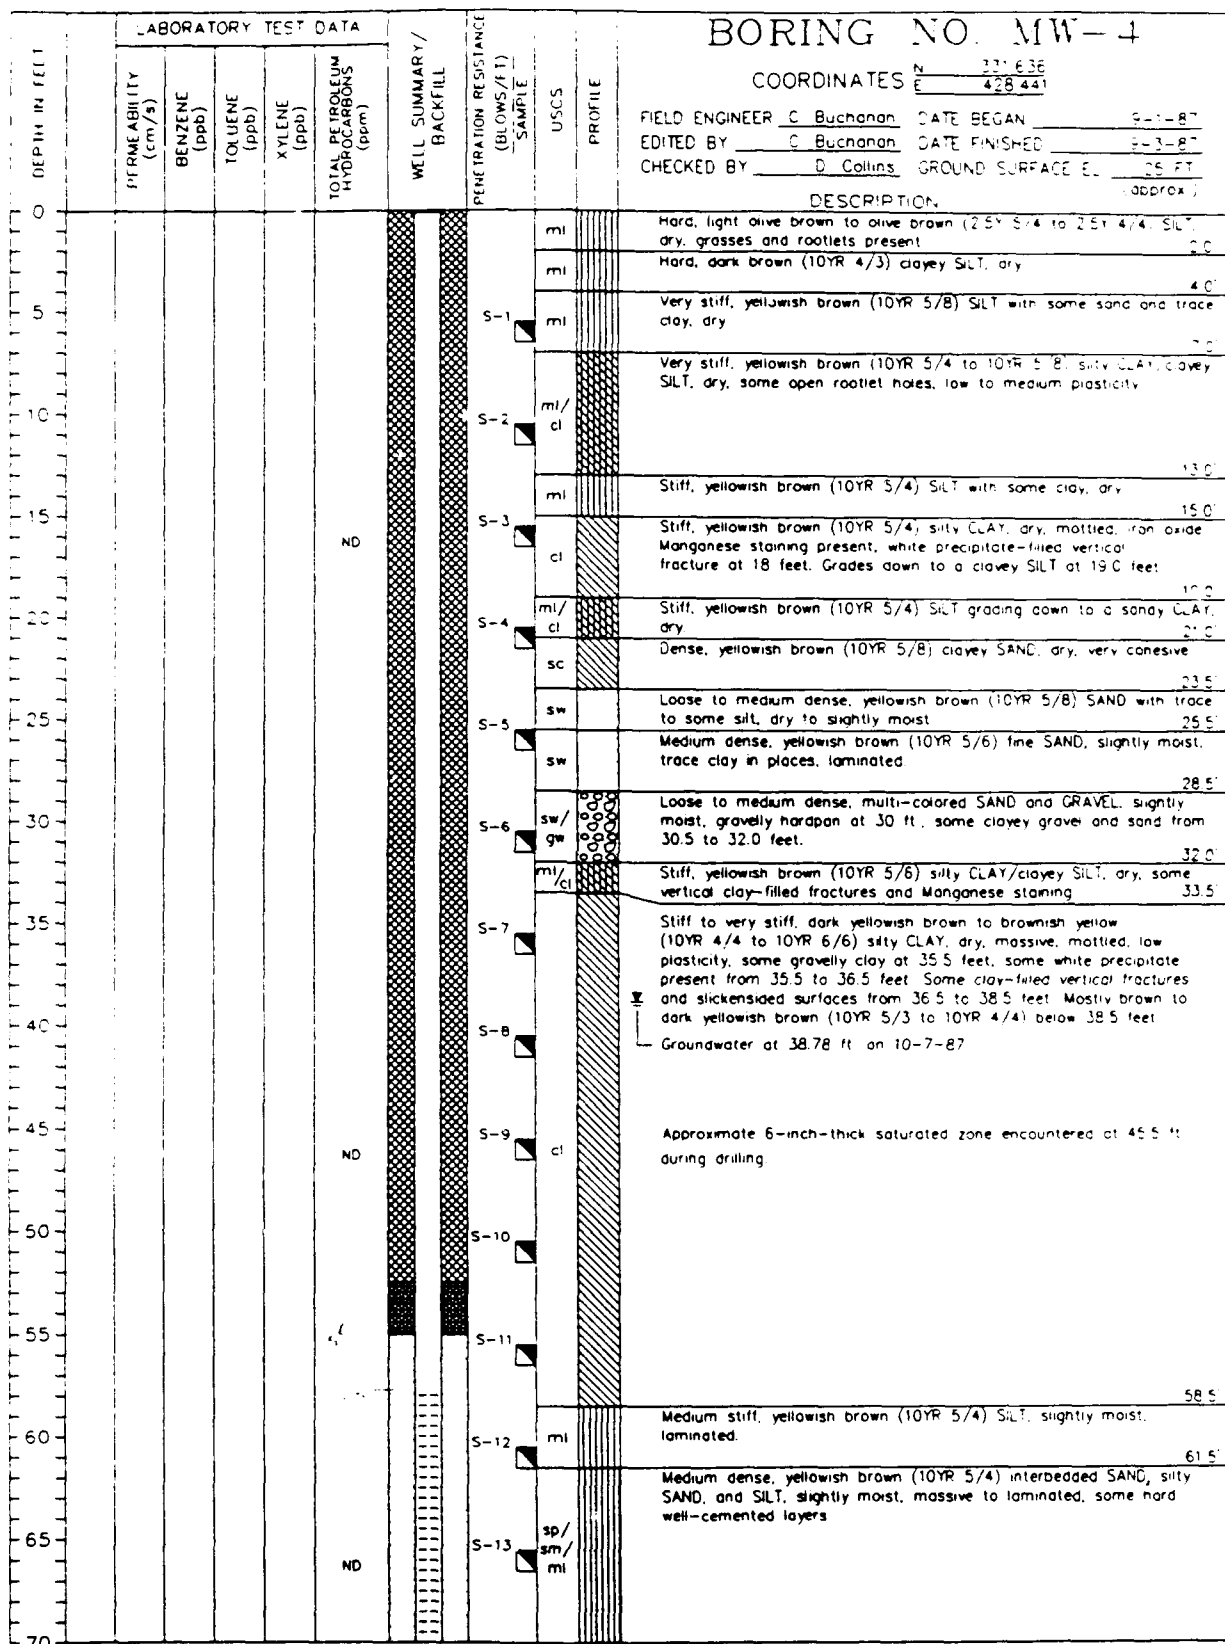 BORING NO. MW-4
COORDINATES N 331 636
E 428 441
FIELD ENGINEER C Buchanan DATE BEGAN 9-1-87
EDITED BY C Buchanan DATE FINISHED 9-3-87
CHECKED BY D Collins GROUND SURFACE EL 25 FT
(approx.)
DEPTH IN FEET
LABORATORY TEST DATA
PERMEABILITY (cm/s)
BENZENE (ppb)
TOLUENE (ppb)
XYLENE (ppb)
TOTAL PETROLEUM HYDROCARBONS (ppm)
WELL SUMMARY/ BACKFILL
PENETRATION RESISTANCE (BLOWS/FT)
SAMPLE
USCS
PROFILE
DESCRIPTION
0
ml
Hard, light olive brown to olive brown (2.5Y 5/4 to 2.5Y 4/4) SILT,
dry, grasses and rootlets present
2.0'
ml
Hard, dark brown (10YR 4/3) clayey SILT, dry
4.0'
5
S-1
ml
Very stiff, yellowish brown (10YR 5/8) SILT with some sand and trace
clay, dry
7.0'
Very stiff, yellowish brown (10YR 5/4 to 10YR 5/8) silty CLAY/clayey
SILT, dry, some open rootlet holes, low to medium plasticity
10
S-2
ml/
cl
13.0'
ml
Stiff, yellowish brown (10YR 5/4) SILT with some clay, dry
15.0'
15
S-3
ND
cl
Stiff, yellowish brown (10YR 5/4) silty CLAY, dry, mottled, iron oxide
Manganese staining present, white precipitate-filled vertical
fracture at 18 feet. Grades down to a clayey SILT at 19.0 feet
19.0'
20
S-4
ml/
cl
Stiff, yellowish brown (10YR 5/4) SILT grading down to a sandy CLAY,
dry
21.0'
sc
Dense, yellowish brown (10YR 5/8) clayey SAND, dry, very cohesive
23.5'
25
S-5
sw
Loose to medium dense, yellowish brown (10YR 5/8) SAND with trace
to some silt, dry to slightly moist
25.5'
sw
Medium dense, yellowish brown (10YR 5/6) fine SAND, slightly moist,
trace clay in places, laminated
28.5'
30
S-6
sw/
gw
Loose to medium dense, multi-colored SAND and GRAVEL, slightly
moist, gravelly hardpan at 30 ft, some clayey gravel and sand from
30.5 to 32.0 feet.
32.0'
ml/cl
Stiff, yellowish brown (10YR 5/6) silty CLAY/clayey SILT, dry, some
vertical clay-filled fractures and Manganese staining
33.5'
35
S-7
Stiff to very stiff, dark yellowish brown to brownish yellow
(10YR 4/4 to 10YR 6/6) silty CLAY, dry, massive, mottled, low
plasticity, some gravelly clay at 35.5 feet, some white precipitate
present from 35.5 to 36.5 feet Some clay-filled vertical fractures
and slickensided surfaces from 36.5 to 38.5 feet Mostly brown to
dark yellowish brown (10YR 5/3 to 10YR 4/4) below 38.5 feet
40
S-8
Groundwater at 38.78 ft on 10-7-87
45
S-9
ND
cl
Approximate 6-inch-thick saturated zone encountered at 45.5 ft
during drilling.
50
S-10
55
S-11
58.5'
60
S-12
ml
Medium stiff, yellowish brown (10YR 5/4) SILT, slightly moist,
laminated.
61.5'
Medium dense, yellowish brown (10YR 5/4) interbedded SAND, silty
SAND, and SILT, slightly moist, massive to laminated, some hard
well-cemented layers
65
S-13
ND
sp/
sm/
ml
70